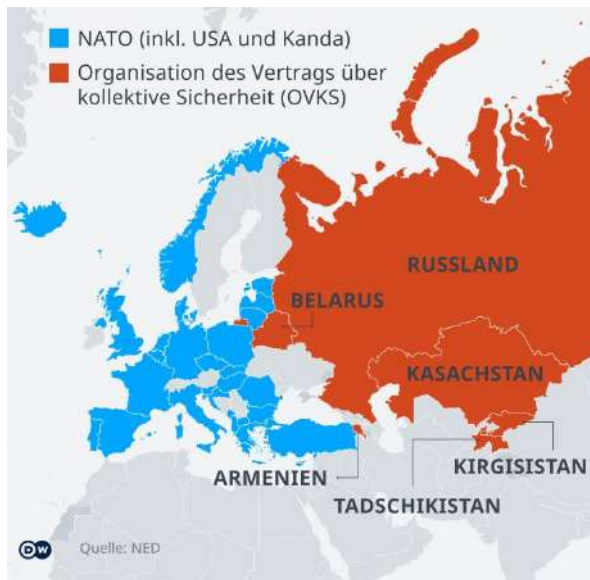 NATO (inkl. USA und Kanda)
Organisation des Vertrags über
kollektive Sicherheit (OVKS)
RUSSLAND
BELARUS
KASACHSTAN
KIRGISISTAN
ARMENIEN
TADSCHIKISTAN
DW
Quelle: NED